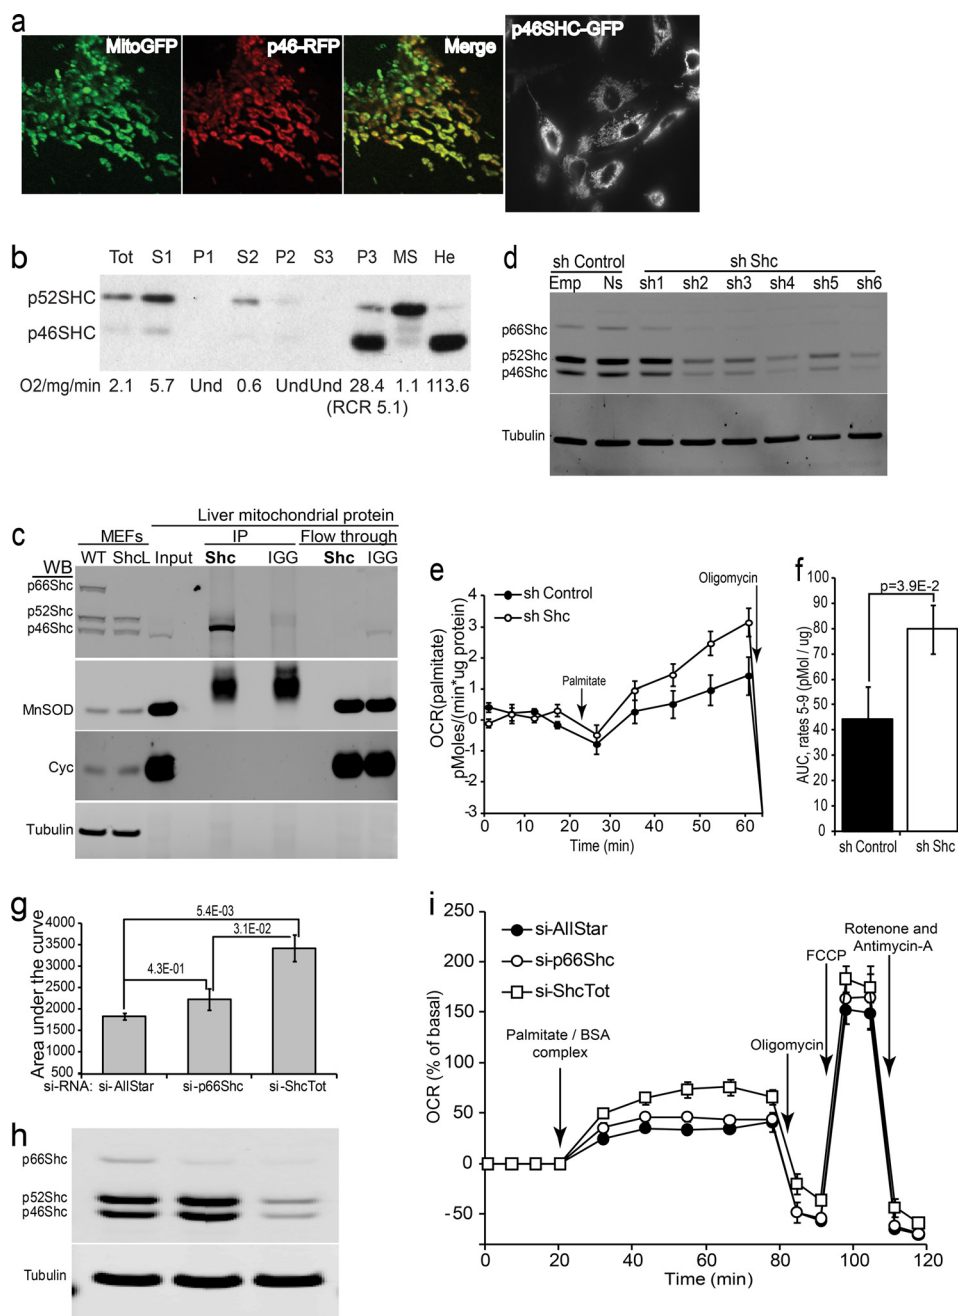 a
MitoGFP
p46-RFP
Merge
p46SHC-GFP
b
Tot S1 P1 S2 P2 S3 P3 MS He
p52SHC
p46SHC
O2/mg/min 2.1 5.7 Und 0.6 Und Und 28.4 1.1 113.6
(RCR 5.1)
d
sh Control sh Shc
Emp Ns sh1 sh2 sh3 sh4 sh5 sh6
p66Shc
p52Shc
p46Shc
Tubulin
c
Liver mitochondrial protein
MEFs IP Flow through
WB WT ShcL Input Shc IGG Shc IGG
p66Shc
p52Shc
p46Shc
MnSOD
Cyc
Tubulin
e
sh Control
sh Shc
Oligomycin
Palmitate
OCR(palmitate)
pMoles/(min*ug protein)
4
3
2
1
0
-1
-2
-3
0 10 20 30 40 50 60
Time (min)
f
p=3.9E-2
AUC, rates 5-9 (pMol / ug)
100
90
80
70
60
50
40
30
20
10
0
sh Control sh Shc
g
5.4E-03
3.1E-02
4.3E-01
Area under the curve
4000
3500
3000
2500
2000
1500
1000
500
si-RNA: si-AllStar si-p66Shc si-ShcTot
h
p66Shc
p52Shc
p46Shc
Tubulin
i
si-AllStar
si-p66Shc
si-ShcTot
Rotenone and
Antimycin-A
FCCP
Palmitate / BSA
complex
Oligomycin
OCR (% of basal)
250
200
150
100
50
0
-50
0 20 40 60 80 100 120
Time (min)